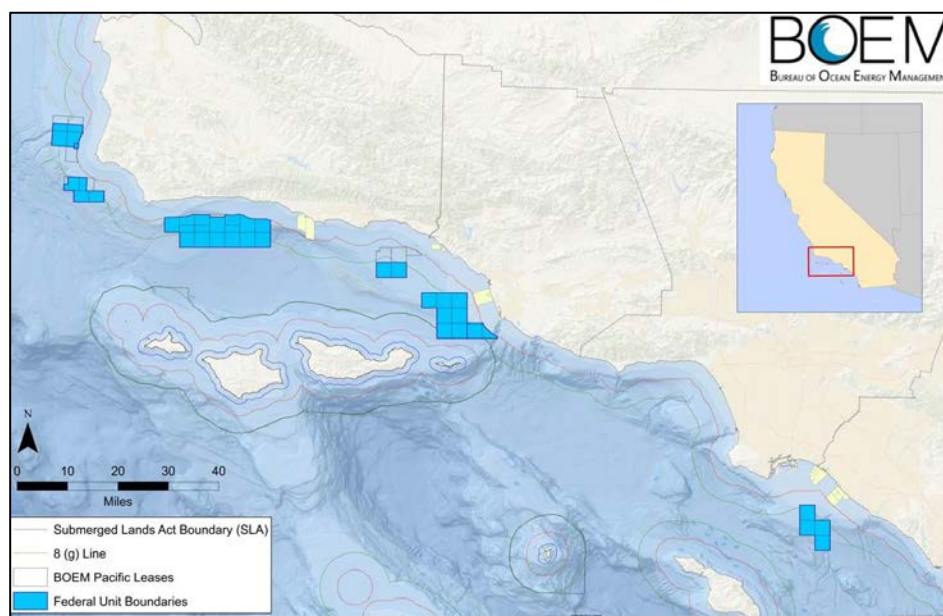 BOEM
BUREAU OF OCEAN ENERGY MANAGEMENT
N
0 10 20 30 40
Miles
Submerged Lands Act Boundary (SLA)
8 (g) Line
BOEM Pacific Leases
Federal Unit Boundaries